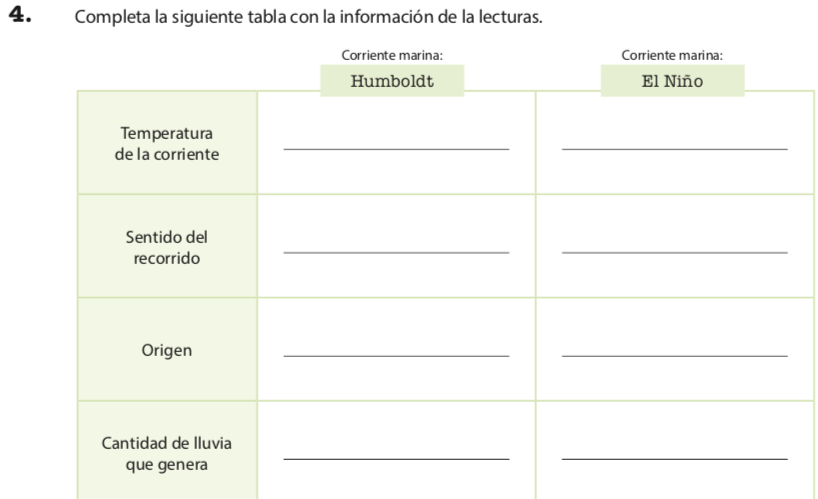 4. Completa la siguiente tabla con la información de la lecturas.
Corriente marina:
Humboldt
Corriente marina:
El Niño
Temperatura
de la corriente
Sentido del
recorrido
Origen
Cantidad de lluvia
que genera